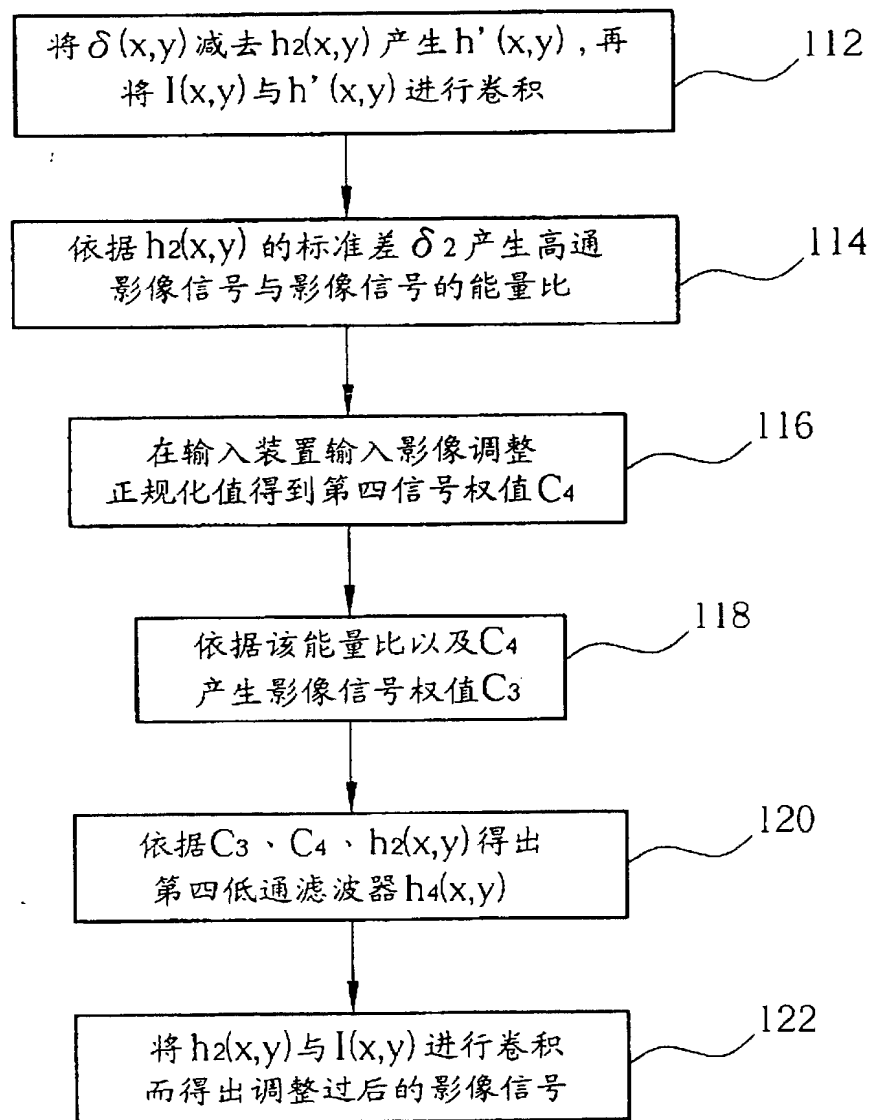 将δ(x,y)减去h2(x,y)产生h'(x,y),再
将I(x,y)与h'(x,y)进行卷积
112
依据h2(x,y)的标准差δ2产生高通
影像信号与影像信号的能量比
114
在输入装置输入影像调整
正规化值得到第四信号权值C4
116
依据该能量比以及C4
产生影像信号权值C3
118
依据C3、C4、h2(x,y)得出
第四低通滤波器h4(x,y)
120
将h2(x,y)与I(x,y)进行卷积
而得出调整过后的影像信号
122